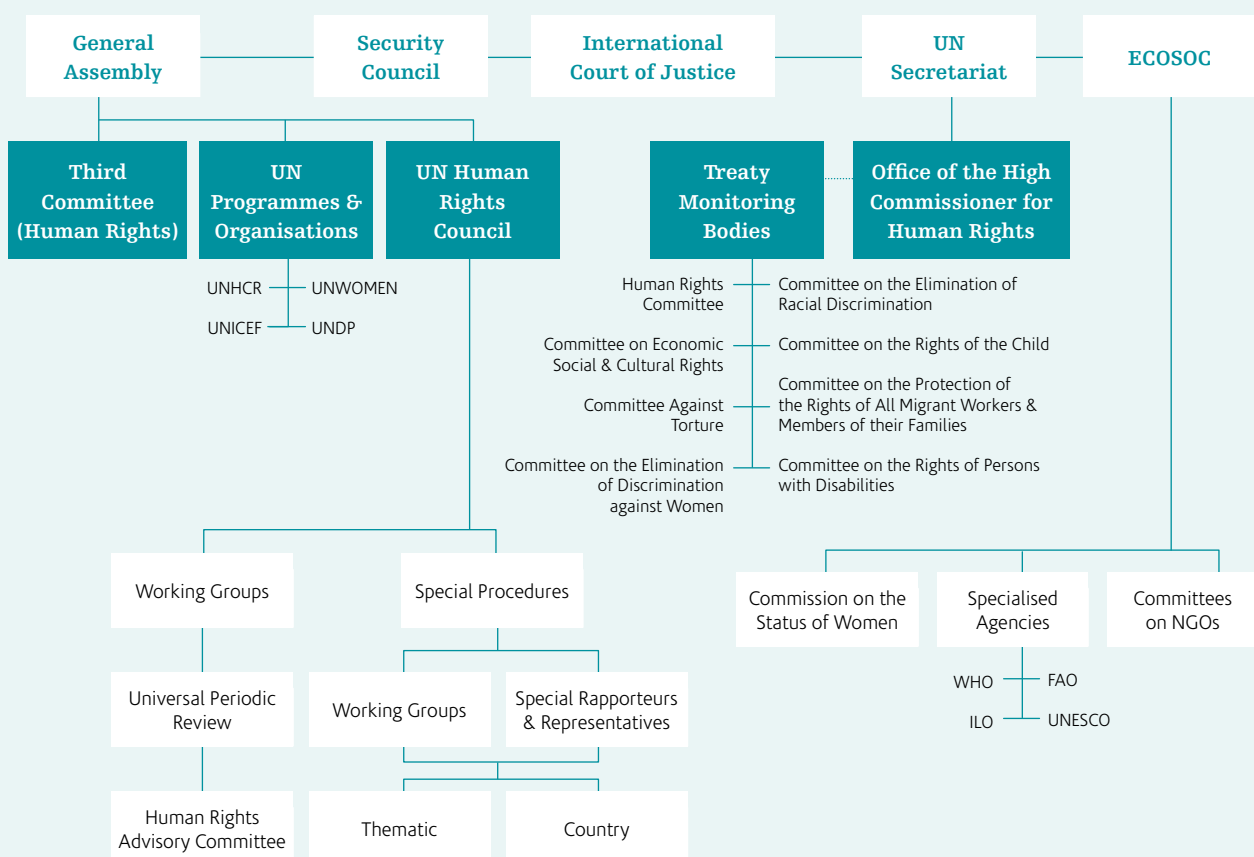 General
Assembly
Security
Council
International
Court of Justice
UN
Secretariat
ECOSOC
Third
Committee
(Human Rights)
UN
Programmes &
Organisations
UN Human
Rights
Council
Treaty
Monitoring
Bodies
Office of the High
Commissioner for
Human Rights
UNHCR
UNWOMEN
UNICEF
UNDP
Human Rights
Committee
Committee on the Elimination of
Racial Discrimination
Committee on Economic
Social & Cultural Rights
Committee on the Rights of the Child
Committee Against
Torture
Committee on the Protection of
the Rights of All Migrant Workers &
Members of their Families
Committee on the Elimination
of Discrimination
against Women
Committee on the Rights of Persons
with Disabilities
Working Groups
Special Procedures
Commission on the
Status of Women
Specialised
Agencies
Committees
on NGOs
Universal Periodic
Review
Working Groups
Special Rapporteurs
& Representatives
WHO
FAO
ILO
UNESCO
Human Rights
Advisory Committee
Thematic
Country